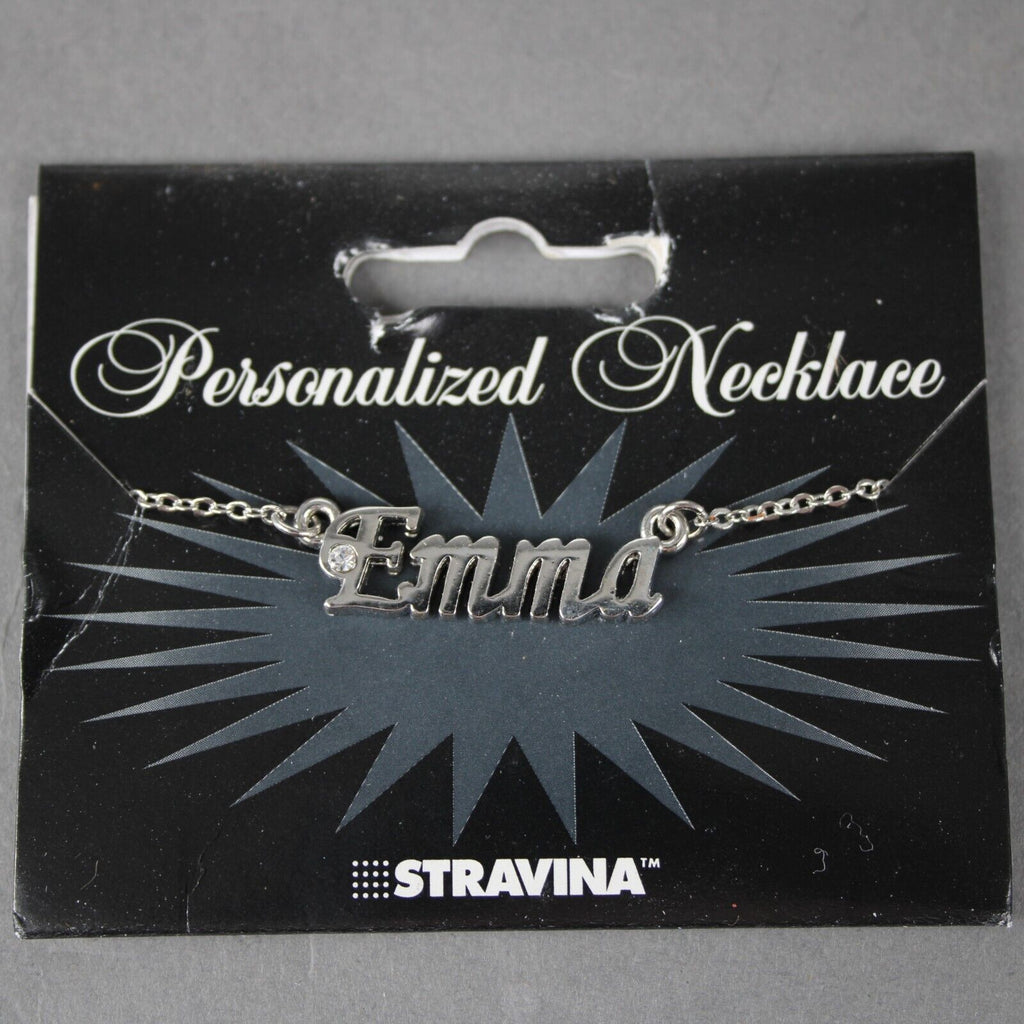 Personalized Necklace
Emma
STRAVINA™